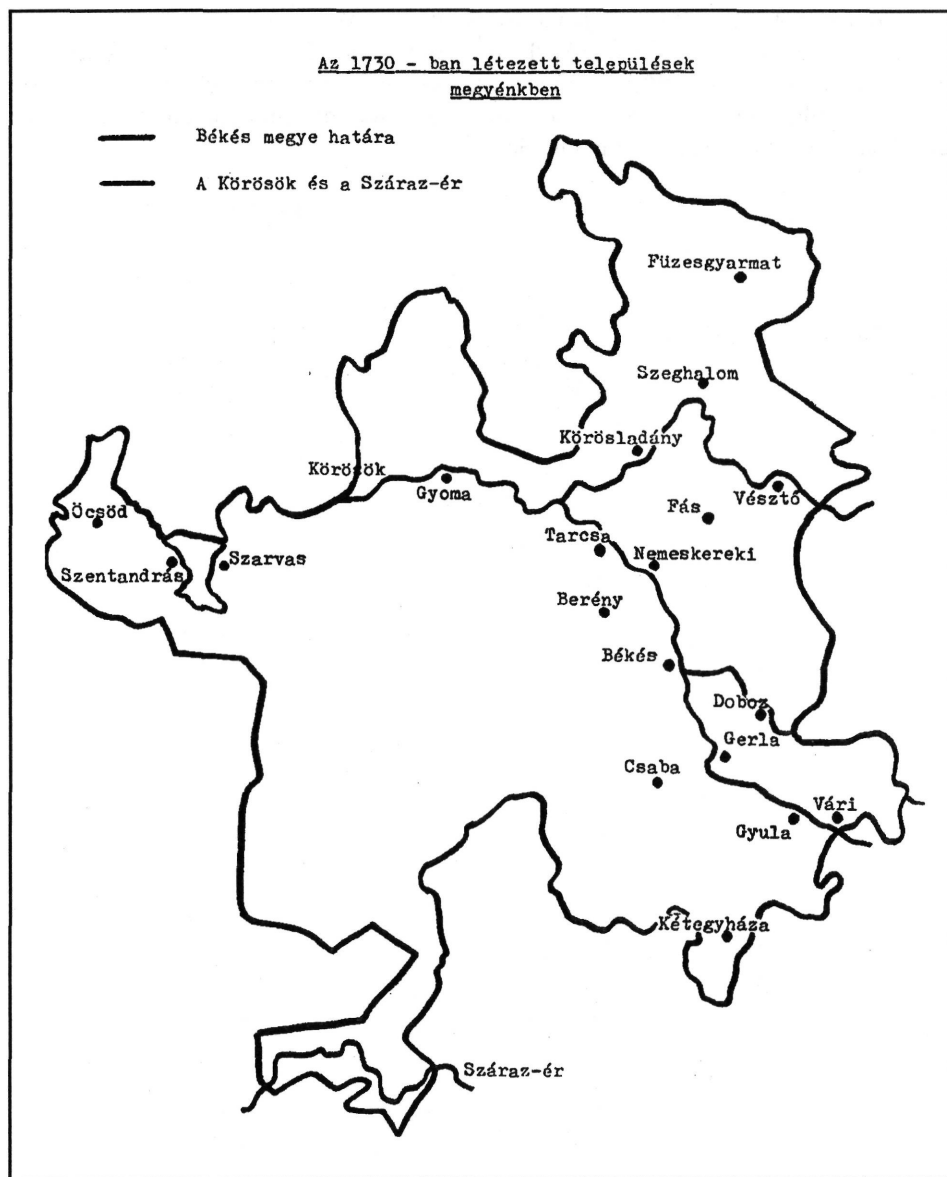 Az 1730 - ban létezett települések
megyénkben
Békés megye határa
A Körösök és a Száraz-ér
Füzesgyarmat
Szeghalom
Körösladány
Körösök
Gyoma
Vésztő
Fás
Öcsöd
Tarcsa
Nemeskereki
Szentandrás
Szarvas
Berény
Békés
Doboz
Gerla
Csaba
Vári
Gyula
Kétegyháza
Száraz-ér